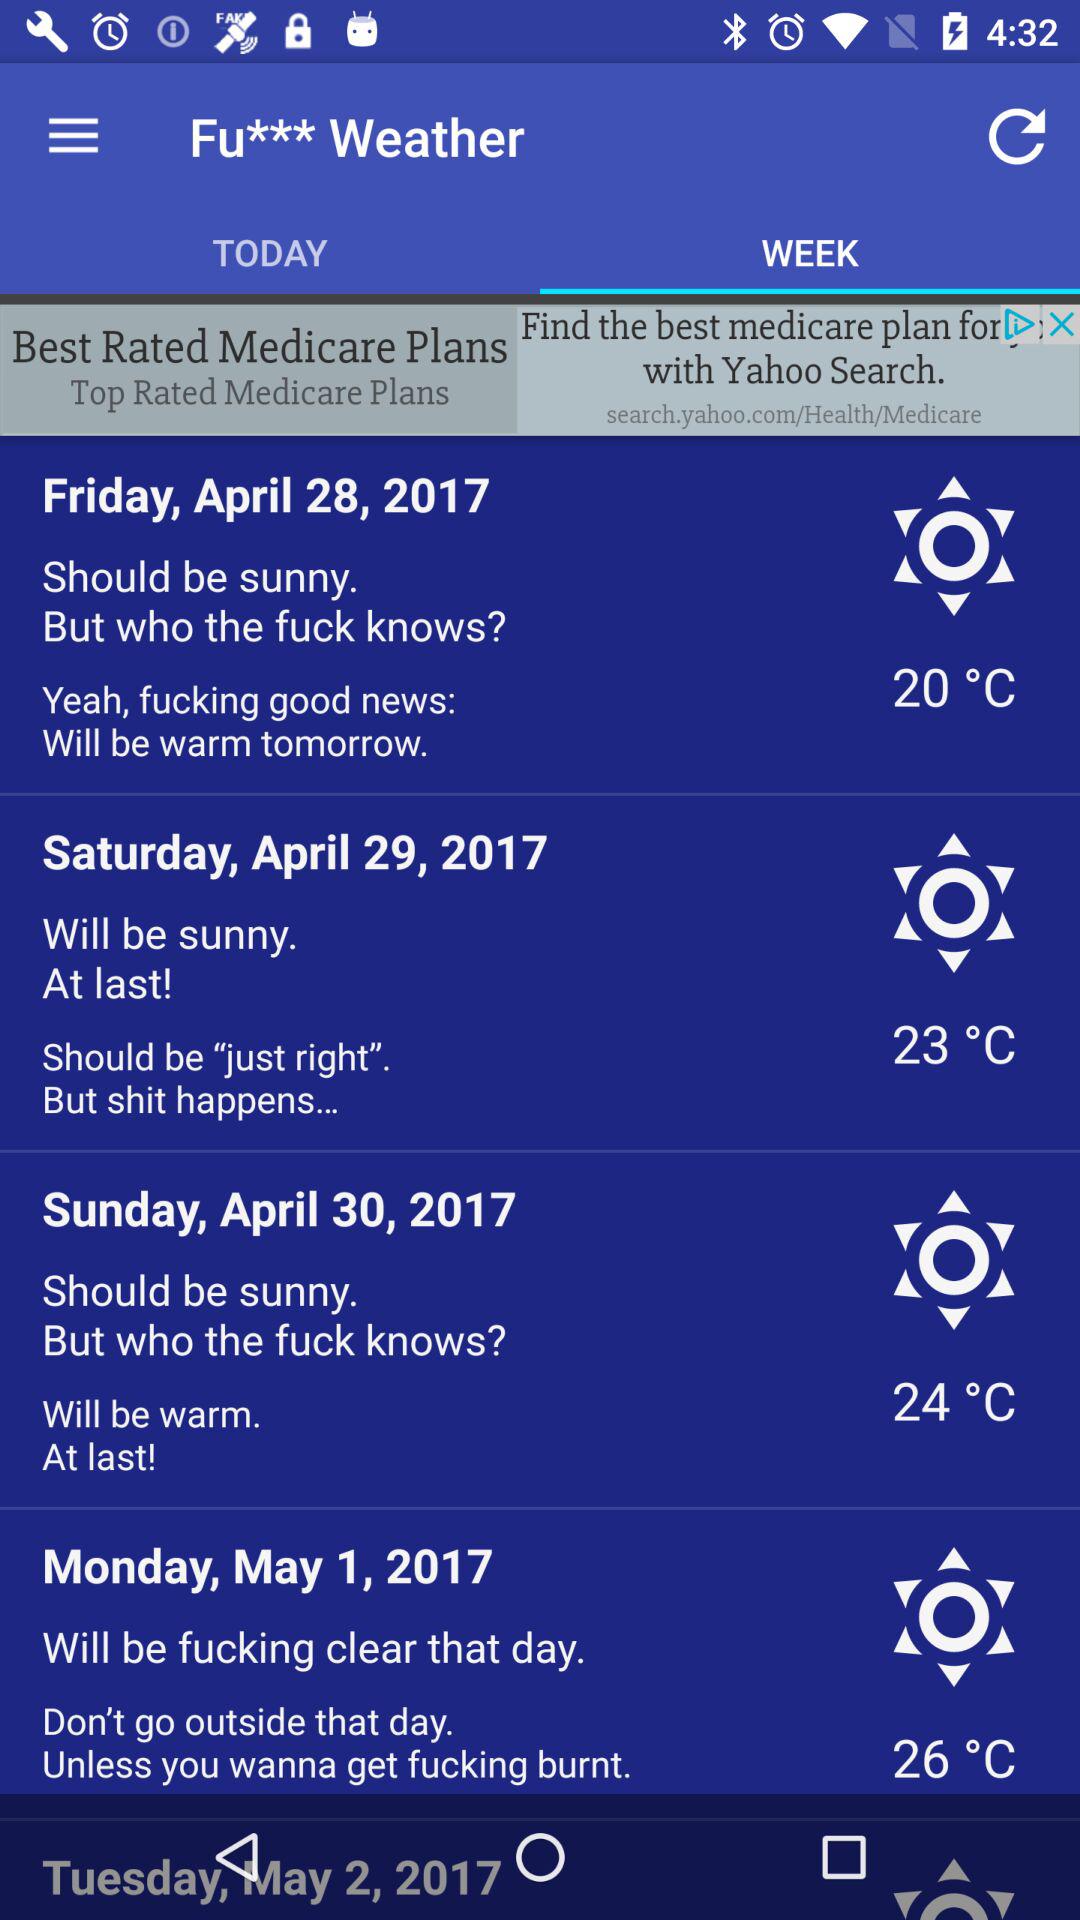 FAKE
4:32
Fu*** Weather
TODAY WEEK
Best Rated Medicare Plans
Top Rated Medicare Plans
Find the best medicare plan for
with Yahoo Search.
search.yahoo.com/Health/Medicare
Friday, April 28, 2017
Should be sunny.
But who the fuck knows?
Yeah, fucking good news:
Will be warm tomorrow.
20 °C
Saturday, April 29, 2017
Will be sunny.
At last!
Should be “just right”.
But shit happens...
23 °C
Sunday, April 30, 2017
Should be sunny.
But who the fuck knows?
Will be warm.
At last!
24 °C
Monday, May 1, 2017
Will be fucking clear that day.
Don’t go outside that day.
Unless you wanna get fucking burnt.
26 °C
Tuesday, May 2, 2017